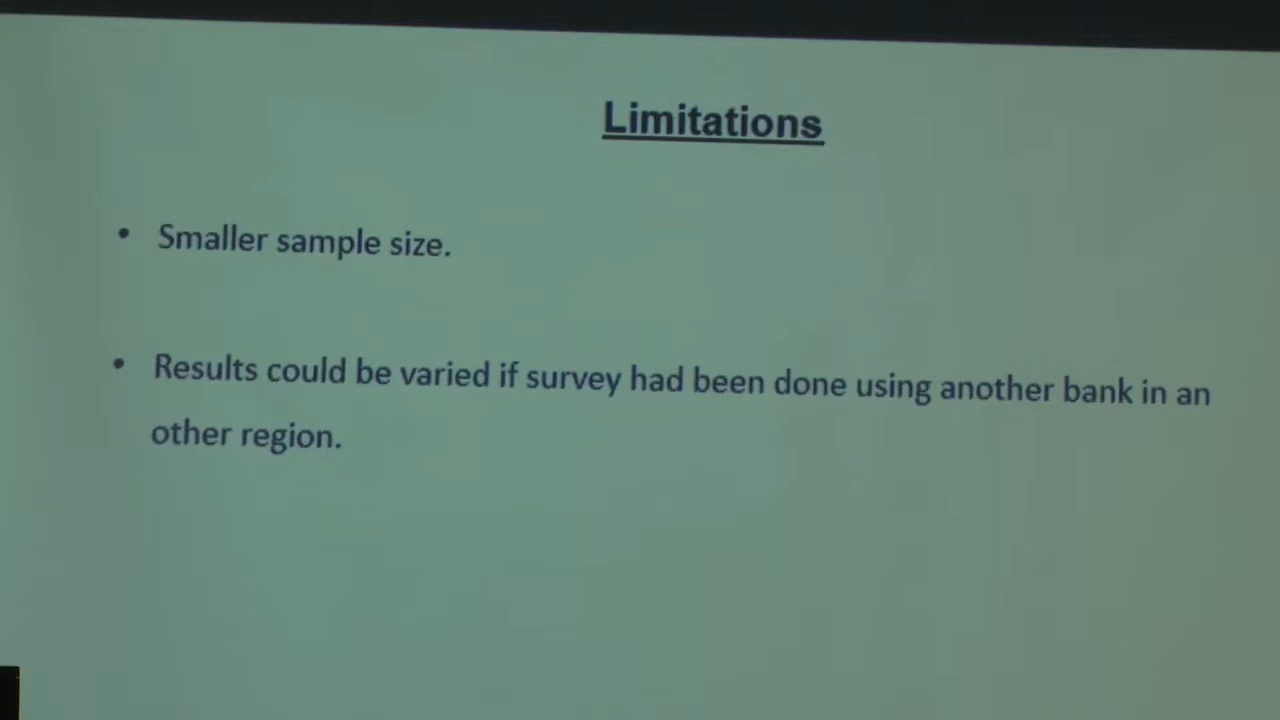 Limitations
• Smaller sample size.
• Results could be varied if survey had been done using another bank in an
other region.